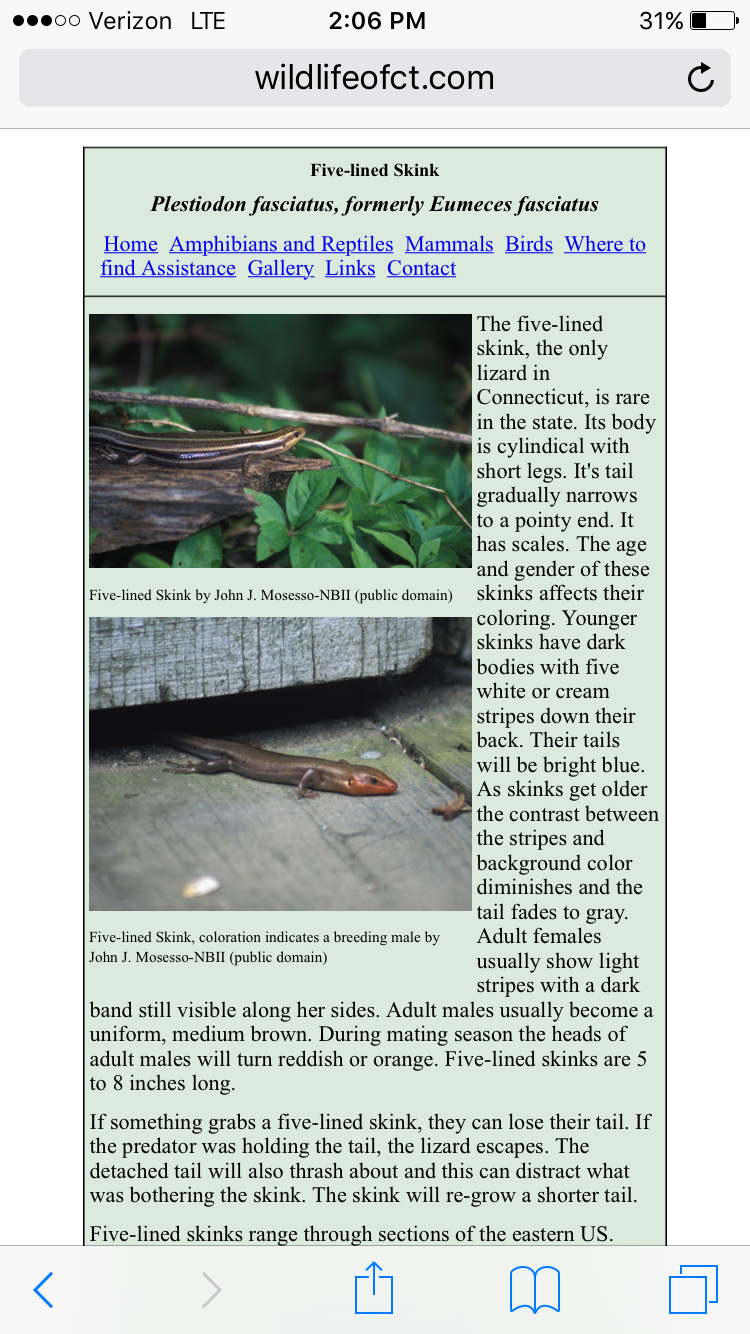 Verizon LTE 2:06 PM 31%
wildlifeofct.com
Five-lined Skink
Plestiodon fasciatus, formerly Eumeces fasciatus
Home Amphibians and Reptiles Mammals Birds Where to
find Assistance Gallery Links Contact
The five-lined
skink, the only
lizard in
Connecticut, is rare
in the state. Its body
is cylindical with
short legs. It's tail
gradually narrows
to a pointy end. It
has scales. The age
and gender of these
skinks affects their
coloring. Younger
skinks have dark
bodies with five
white or cream
stripes down their
back. Their tails
will be bright blue.
As skinks get older
the contrast between
the stripes and
background color
diminishes and the
tail fades to gray.
Adult females
usually show light
stripes with a dark
band still visible along her sides. Adult males usually become a
uniform, medium brown. During mating season the heads of
adult males will turn reddish or orange. Five-lined skinks are 5
to 8 inches long.
Five-lined Skink by John J. Mosesso-NBII (public domain)
Five-lined Skink, coloration indicates a breeding male by
John J. Mosesso-NBII (public domain)
If something grabs a five-lined skink, they can lose their tail. If
the predator was holding the tail, the lizard escapes. The
detached tail will also thrash about and this can distract what
was bothering the skink. The skink will re-grow a shorter tail.
Five-lined skinks range through sections of the eastern US.